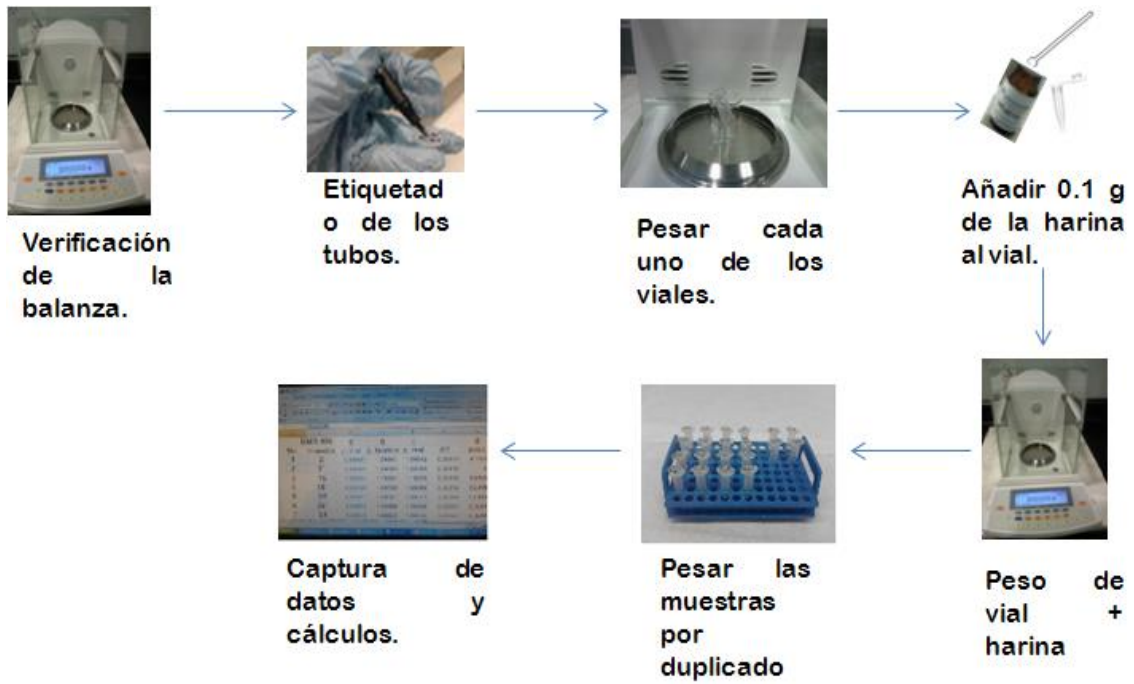 Verificación
de la
balanza.
Etiquetad
o de los
tubos.
Pesar cada
uno de los
viales.
Añadir 0.1 g
de la harina
al vial.
Peso de
vial +
harina
Pesar las
muestras
por
duplicado
Captura de
datos y
cálculos.